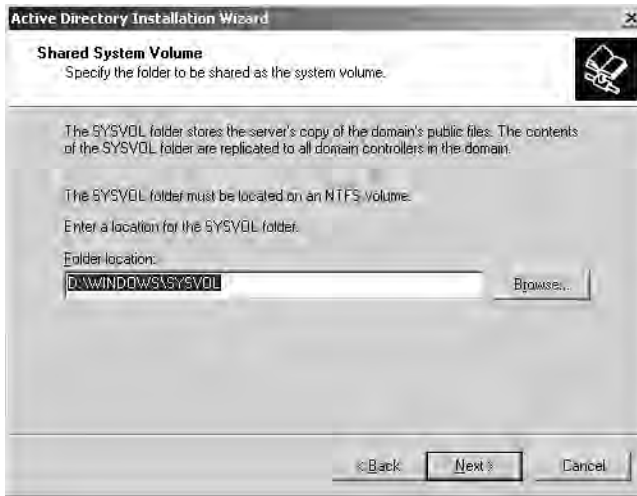 Active Directory Installation Wizard
Shared System Volume
Specify the folder to be shared as the system volume.
The SYSVOL folder stores the server's copy of the domain's public files. The contents
of the SYSVOL folder are replicated to all domain controllers in the domain.
The SYSVOL folder must be located on an NTFS volume.
Enter a location for the SYSVOL folder.
Folder location:
D:\WINDOWS\SYSVOL
Browse...
< Back
Next >
Cancel